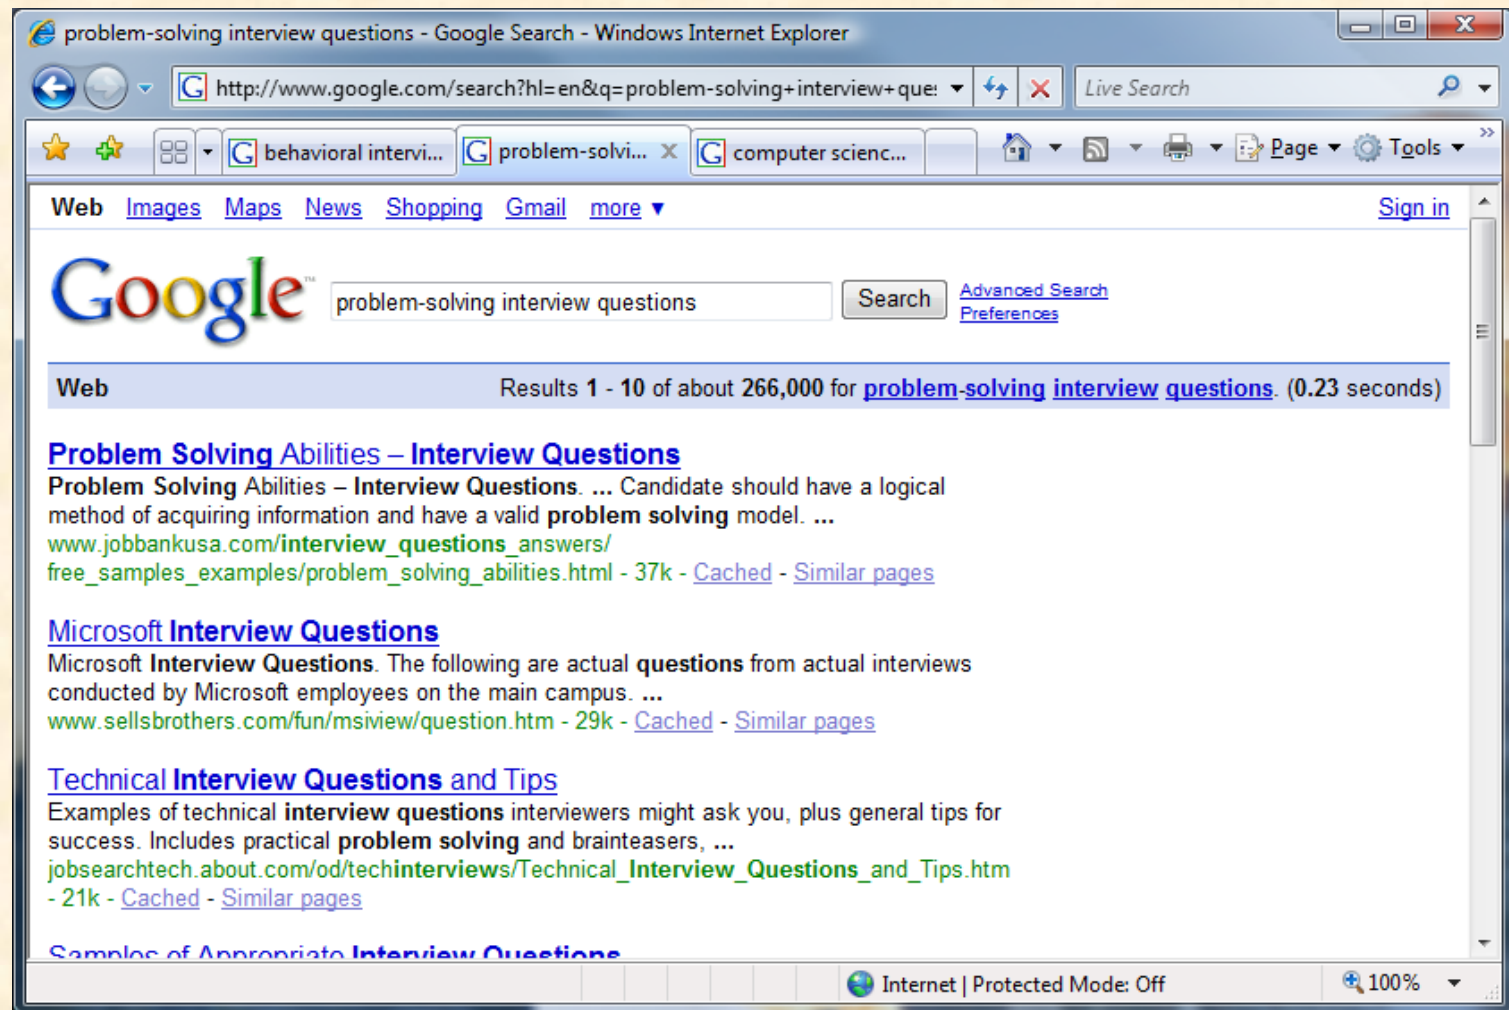 problem-solving interview questions - Google Search - Windows Internet Explorer
http://www.google.com/search?hl=en&q=problem-solving+interview+que: Live Search
behavioral intervi... problem-solvi... computer scienc... Page Tools
Web Images Maps News Shopping Gmail more ▼ Sign in
Google™ problem-solving interview questions Search Advanced Search
Preferences
Web Results 1 - 10 of about 266,000 for problem-solving interview questions. (0.23 seconds)
Problem Solving Abilities – Interview Questions
Problem Solving Abilities – Interview Questions. ... Candidate should have a logical
method of acquiring information and have a valid problem solving model. ...
www.jobbankusa.com/interview_questions_answers/
free_samples_examples/problem_solving_abilities.html - 37k - Cached - Similar pages
Microsoft Interview Questions
Microsoft Interview Questions. The following are actual questions from actual interviews
conducted by Microsoft employees on the main campus. ...
www.sellsbrothers.com/fun/msiview/question.htm - 29k - Cached - Similar pages
Technical Interview Questions and Tips
Examples of technical interview questions interviewers might ask you, plus general tips for
success. Includes practical problem solving and brainteasers, ...
jobsearchtech.about.com/od/techinterviews/Technical_Interview_Questions_and_Tips.htm
- 21k - Cached - Similar pages
Samples of Appropriate Interview Questions
Internet | Protected Mode: Off 100%